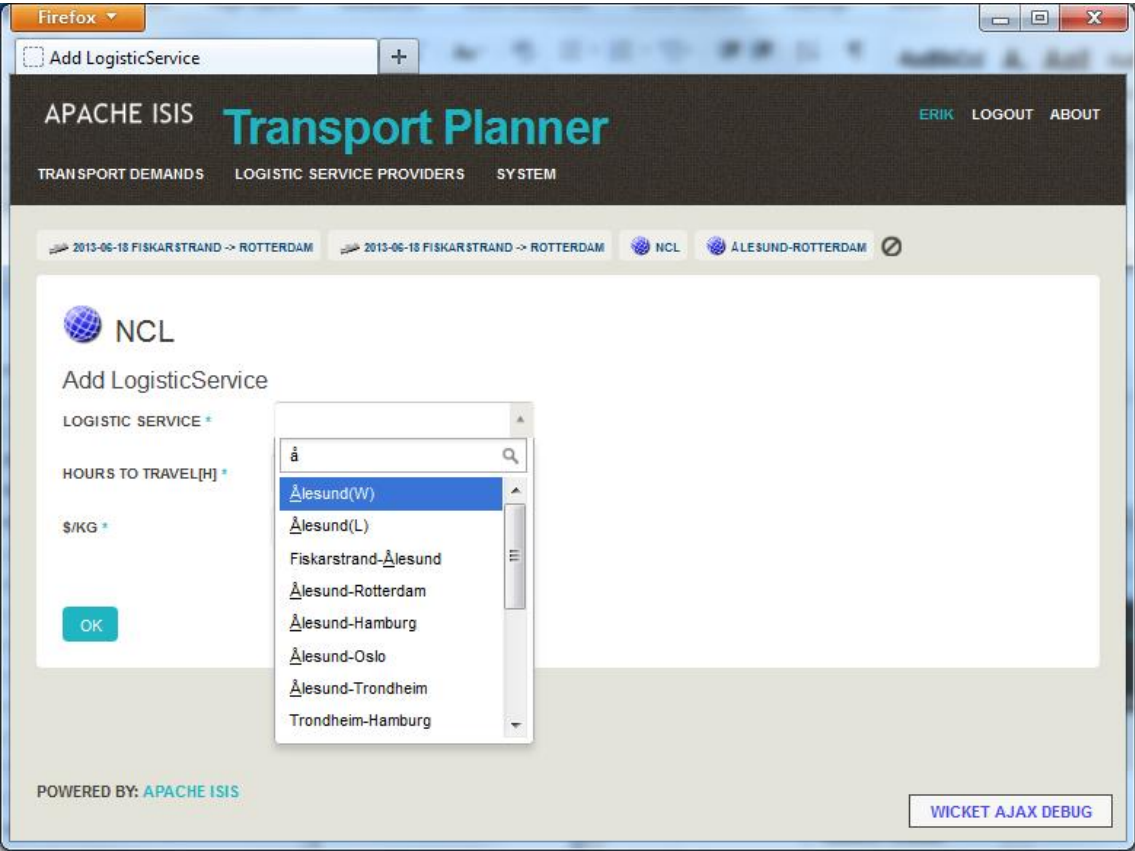 Firefox
Add LogisticService
+
APACHE ISIS Transport Planner
ERIK LOGOUT ABOUT
TRANSPORT DEMANDS LOGISTIC SERVICE PROVIDERS SYSTEM
2013-06-18 FISKARSTRAND -> ROTTERDAM 2013-06-18 FISKARSTRAND -> ROTTERDAM NCL ÅLESUND-ROTTERDAM
NCL
Add LogisticService
LOGISTIC SERVICE *
å
HOURS TO TRAVEL[H] *
Ålesund(W)
Ålesund(L)
$/KG *
Fiskarstrand-Ålesund
Ålesund-Rotterdam
Ålesund-Hamburg
OK
Ålesund-Oslo
Ålesund-Trondheim
Trondheim-Hamburg
POWERED BY: APACHE ISIS
WICKET AJAX DEBUG